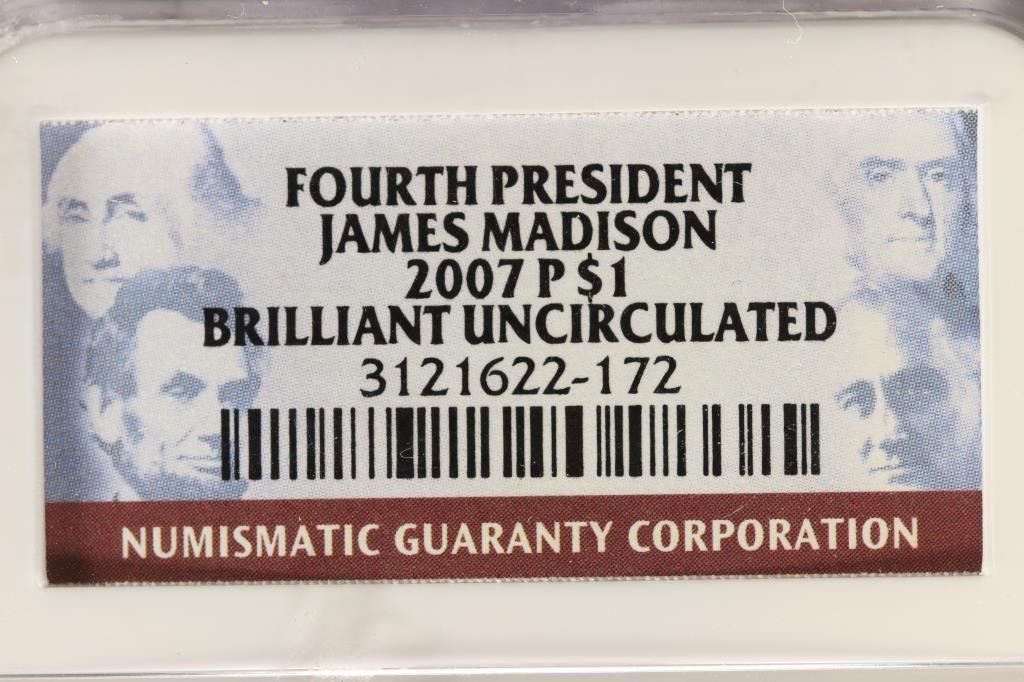 FOURTH PRESIDENT
JAMES MADISON
2007 P $1
BRILLIANT UNCIRCULATED
3121622-172
NUMISMATIC GUARANTY CORPORATION